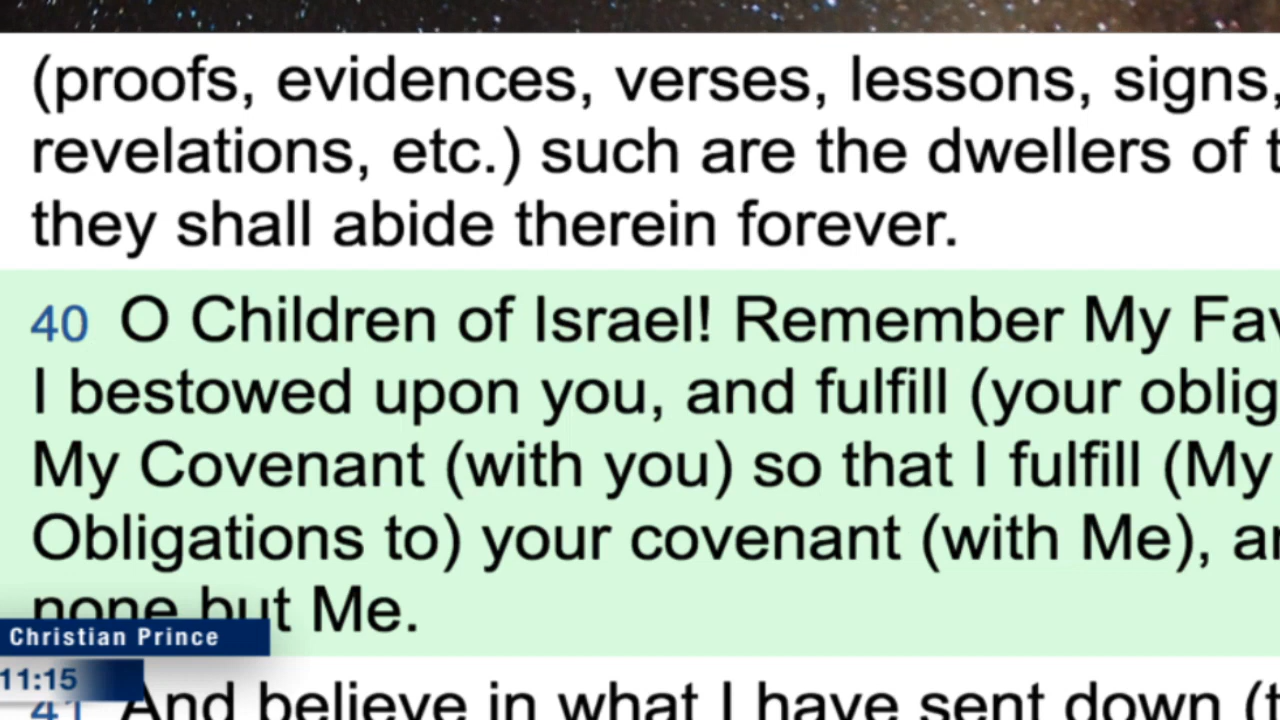 (proofs, evidences, verses, lessons, signs,
revelations, etc.) such are the dwellers of
they shall abide therein forever.
40 O Children of Israel! Remember My
I bestowed upon you, and fulfill (your
My Covenant (with you) so that I fulfill (My
Obligations to) your covenant (with Me),
none but Me.
Christian Prince
11:15
41 And believe in what I have sent down